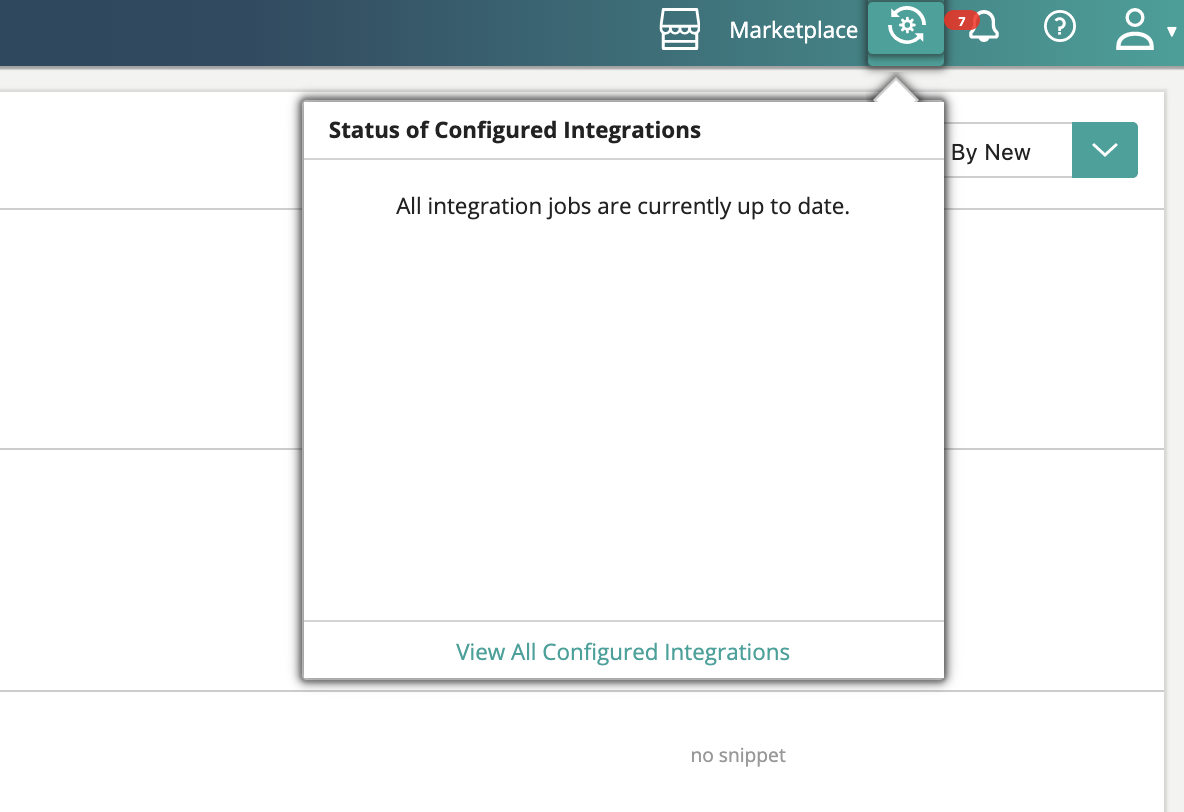 Marketplace
7
?
Status of Configured Integrations
By New
All integration jobs are currently up to date.
View All Configured Integrations
no snippet